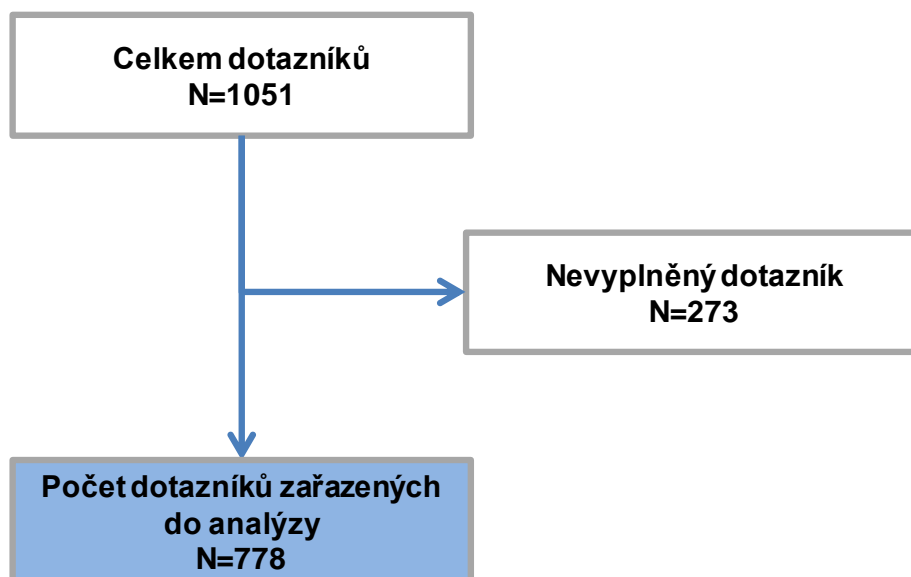 Celkem dotazníků
N=1051
Nevyplněný dotazník
N=273
Počet dotazníků zařazených
do analýzy
N=778